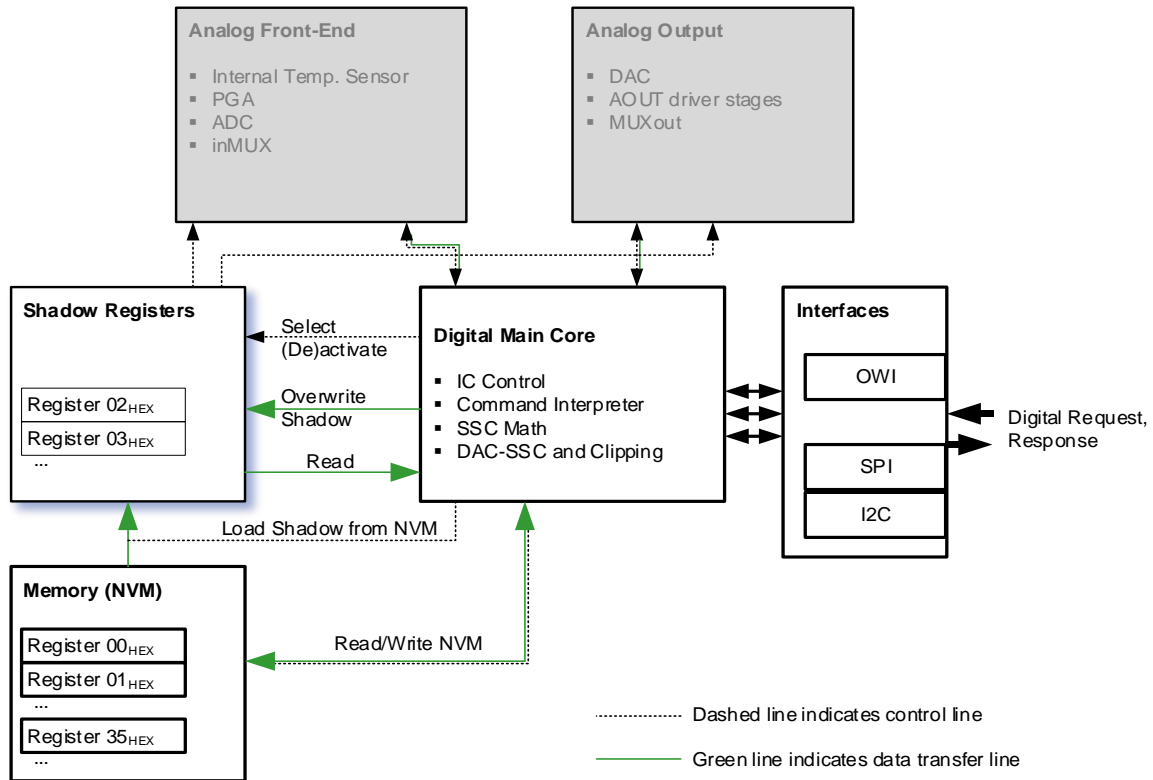 Analog Front-End
▪ Internal Temp. Sensor
▪ PGA
▪ ADC
▪ inMUX
Analog Output
▪ DAC
▪ AOUT driver stages
▪ MUXout
Shadow Registers
Register 02HEX
Register 03HEX
...
Select
(De)activate
Overwrite
Shadow
Read
Load Shadow from NVM
Digital Main Core
▪ IC Control
▪ Command Interpreter
▪ SSC Math
▪ DAC-SSC and Clipping
Interfaces
OWI
SPI
I2C
Digital Request,
Response
Memory (NVM)
Register 00HEX
Register 01HEX
...
Register 35HEX
...
Read/Write NVM
Dashed line indicates control line
Green line indicates data transfer line